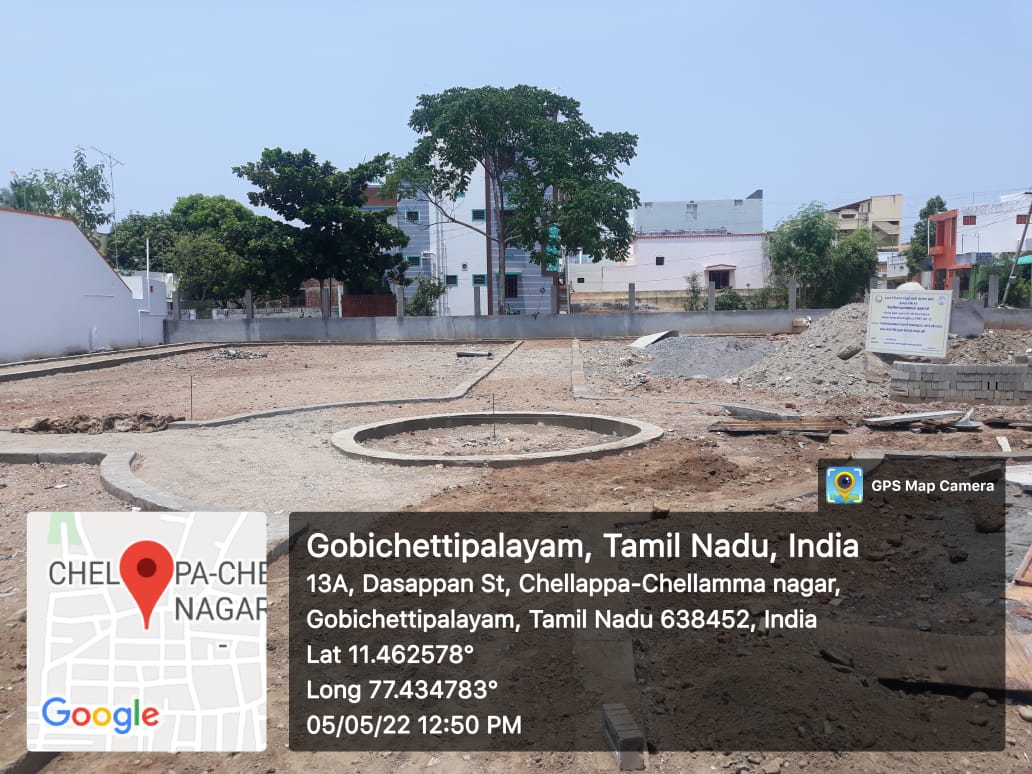 GPS Map Camera
CHEL PA-CHE
NAGAR
Google
Gobichettipalayam, Tamil Nadu, India
13A, Dasappan St, Chellappa-Chellamma nagar,
Gobichettipalayam, Tamil Nadu 638452, India
Lat 11.462578°
Long 77.434783°
05/05/22 12:50 PM